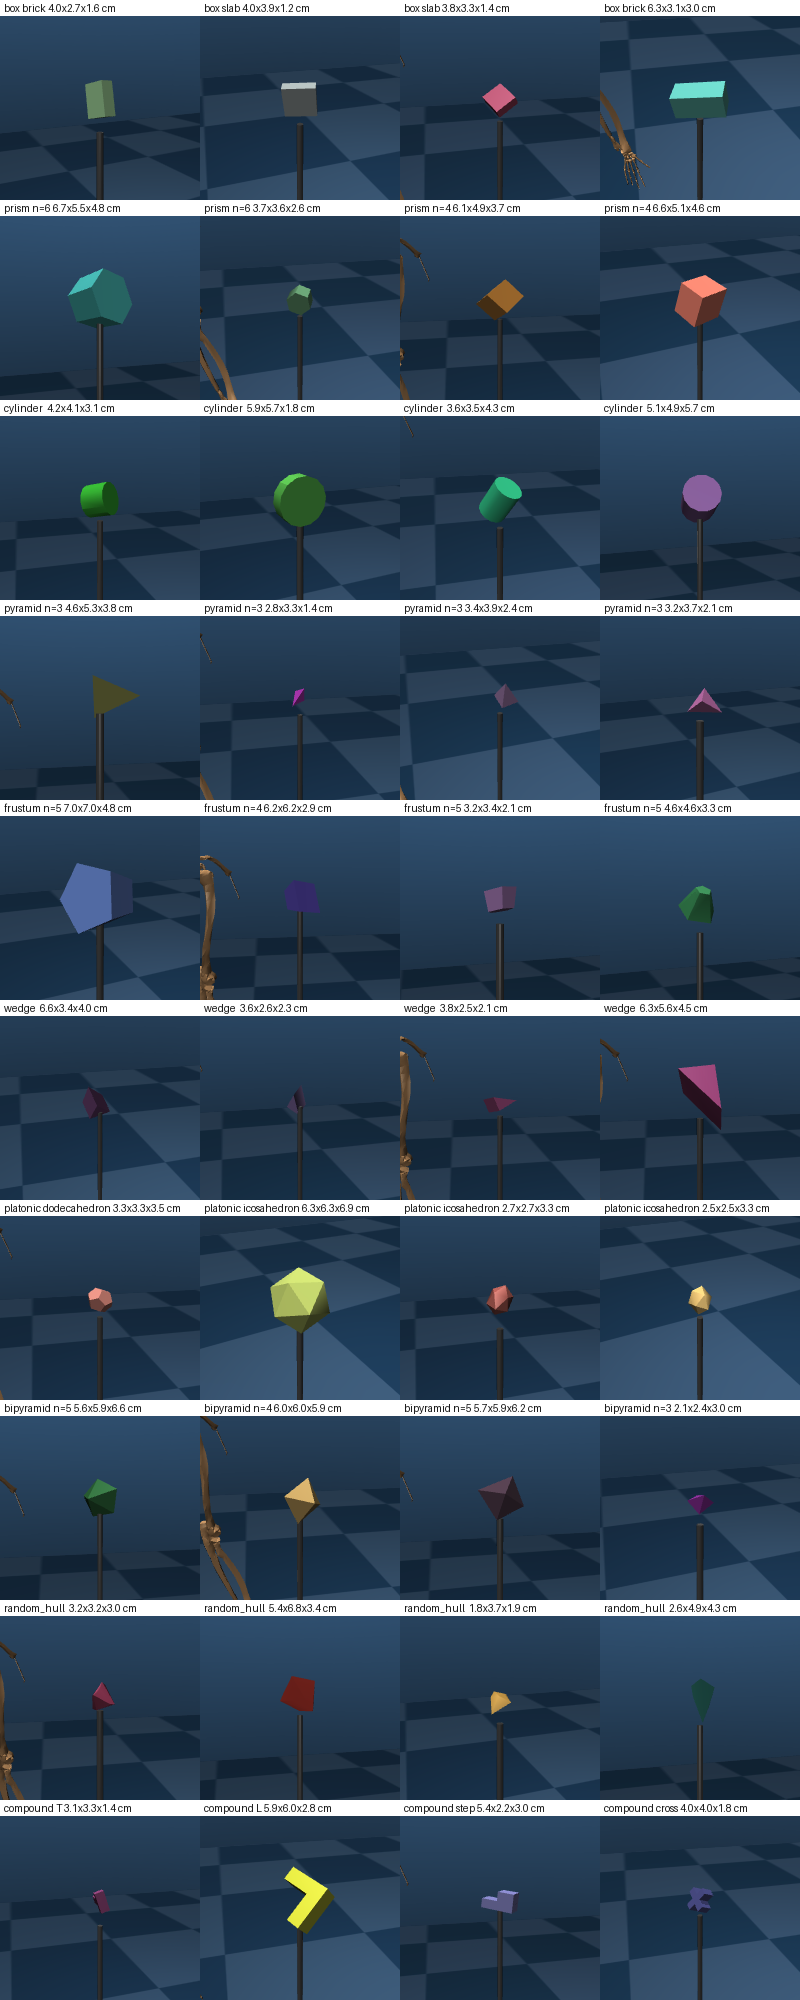 box brick 4.0x2.7x1.6 cm
box slab 4.0x3.9x1.2 cm
box slab 3.8x3.3x1.4 cm
box brick 6.3x3.1x3.0 cm
prism n=6 6.7x5.5x4.8 cm
prism n=6 3.7x3.6x2.6 cm
prism n=4 6.1x4.9x3.7 cm
prism n=4 6.6x5.1x4.6 cm
cylinder 4.2x4.1x3.1 cm
cylinder 5.9x5.7x1.8 cm
cylinder 3.6x3.5x4.3 cm
cylinder 5.1x4.9x5.7 cm
pyramid n=3 4.6x5.3x3.8 cm
pyramid n=3 2.8x3.3x1.4 cm
pyramid n=3 3.4x3.9x2.4 cm
pyramid n=3 3.2x3.7x2.1 cm
frustum n=5 7.0x7.0x4.8 cm
frustum n=4 6.2x6.2x2.9 cm
frustum n=5 3.2x3.4x2.1 cm
frustum n=5 4.6x4.6x3.3 cm
wedge 6.6x3.4x4.0 cm
wedge 3.6x2.6x2.3 cm
wedge 3.8x2.5x2.1 cm
wedge 6.3x5.6x4.5 cm
platonic dodecahedron 3.3x3.3x3.5 cm
platonic icosahedron 6.3x6.3x6.9 cm
platonic icosahedron 2.7x2.7x3.3 cm
platonic icosahedron 2.5x2.5x3.3 cm
bipyramid n=5 5.6x5.9x6.6 cm
bipyramid n=4 6.0x6.0x5.9 cm
bipyramid n=5 5.7x5.9x6.2 cm
bipyramid n=3 2.1x2.4x3.0 cm
random_hull 3.2x3.2x3.0 cm
random_hull 5.4x6.8x3.4 cm
random_hull 1.8x3.7x1.9 cm
random_hull 2.6x4.9x4.3 cm
compound T 3.1x3.3x1.4 cm
compound L 5.9x6.0x2.8 cm
compound step 5.4x2.2x3.0 cm
compound cross 4.0x4.0x1.8 cm